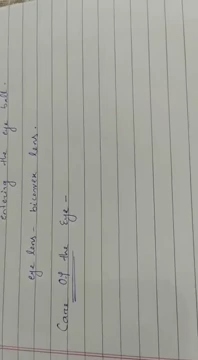 entering the eye ball.
eye lens - biconvex lens.
Care of the Eye -